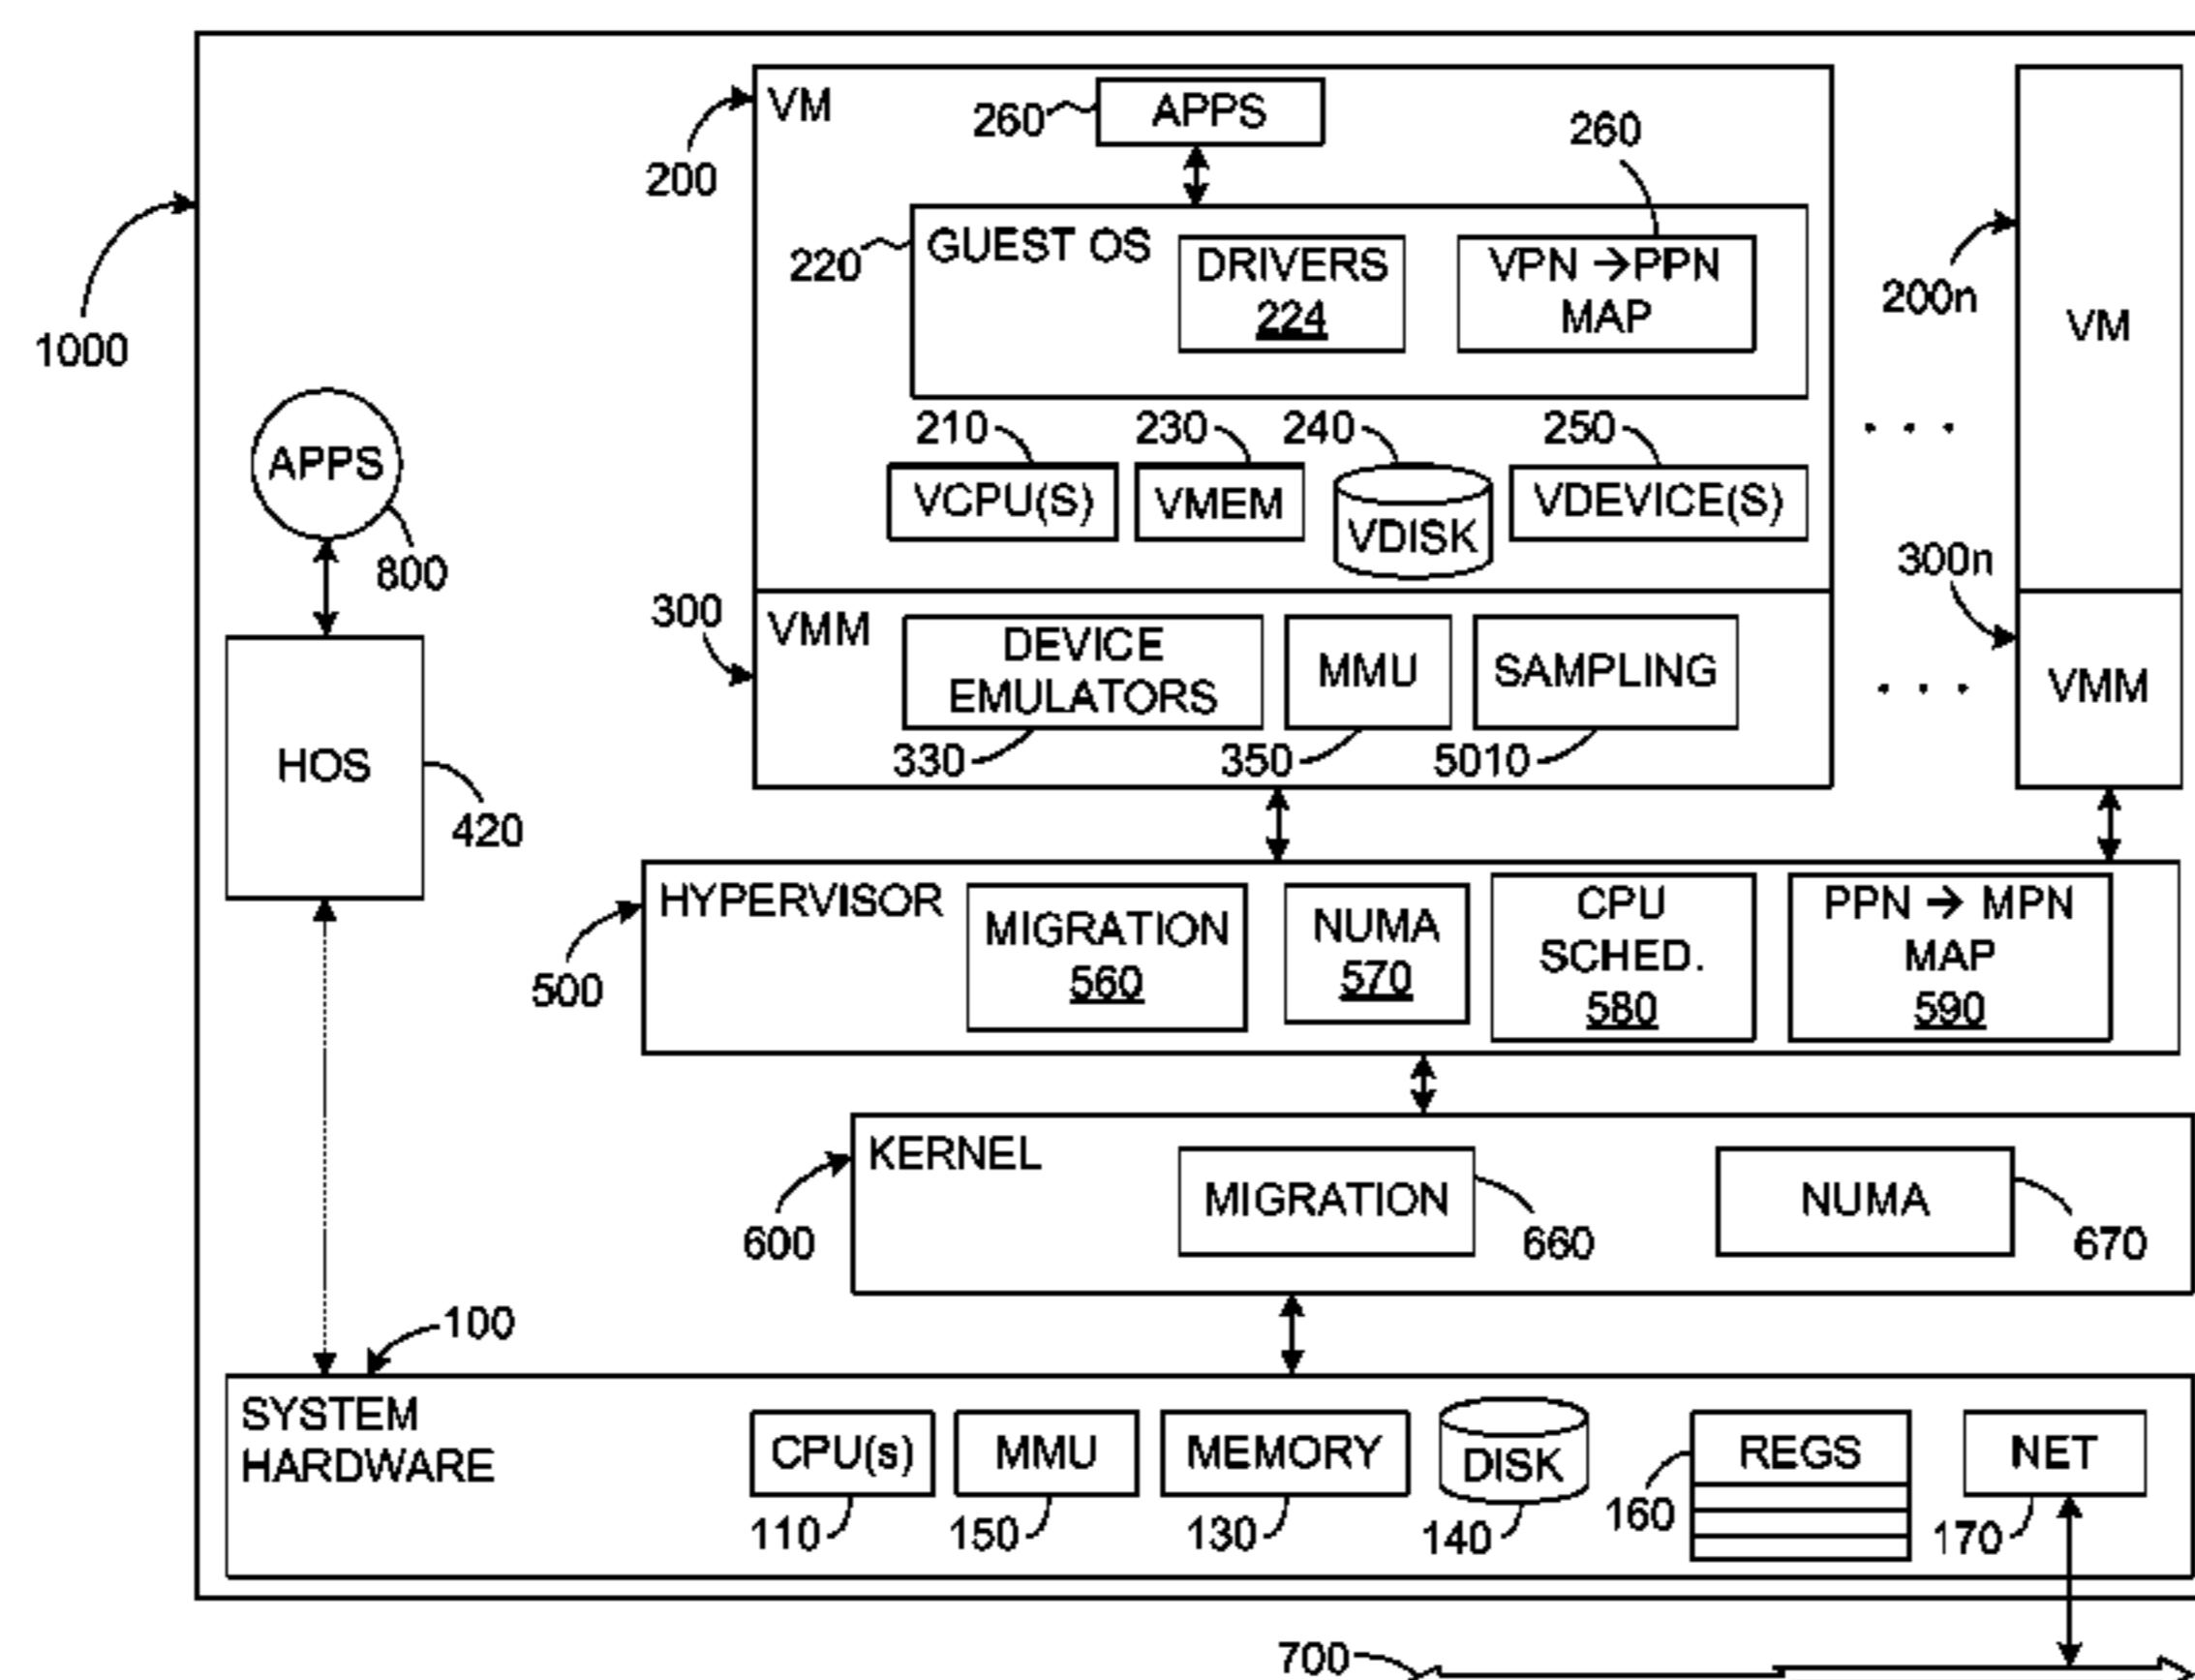 VM
260
APPS
260
200
GUEST OS
220
DRIVERS
224
VPN →PPN
MAP
200n
VM
1000
APPS
800
210
230
240
250
. . .
VCPU(S)
VMEM
VDISK
VDEVICE(S)
300n
300
VMM
DEVICE
EMULATORS
MMU
SAMPLING
. . .
VMM
330
350
5010
HOS
420
HYPERVISOR
500
MIGRATION
560
NUMA
570
CPU
SCHED.
580
PPN → MPN
MAP
590
KERNEL
600
MIGRATION
660
NUMA
670
100
SYSTEM
HARDWARE
CPU(s)
MMU
MEMORY
DISK
REGS
NET
110
150
130
140
160
170
700